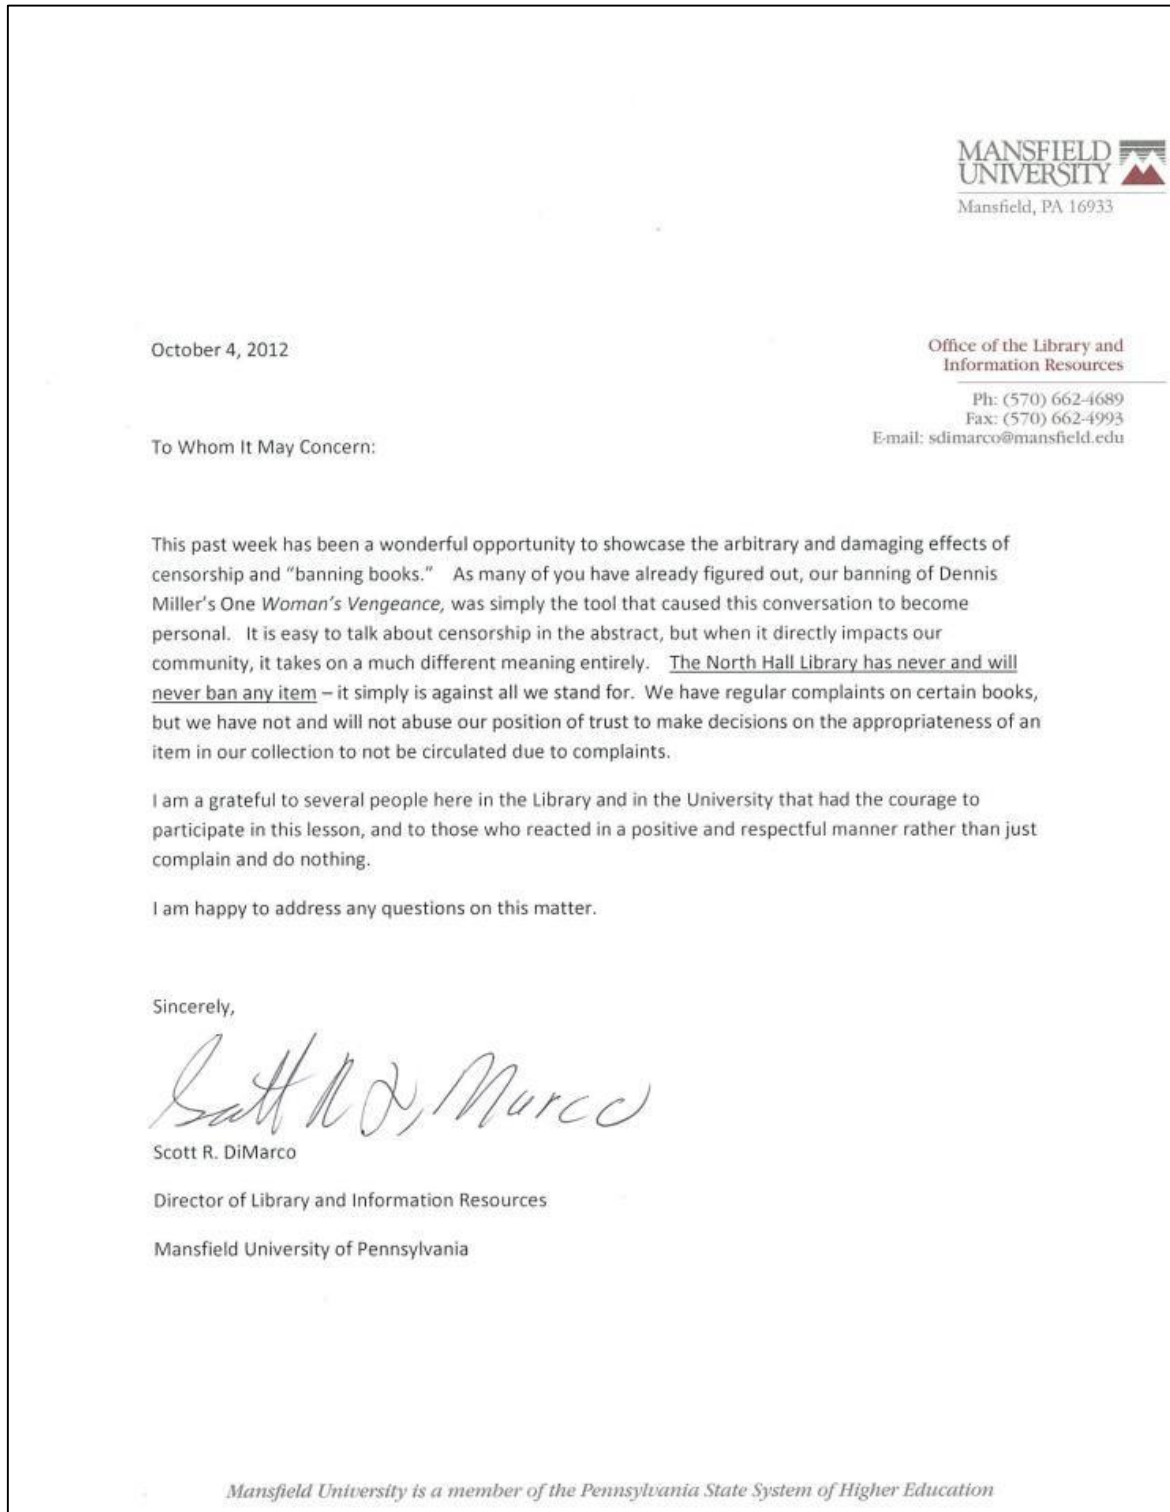 MANSFIELD
UNIVERSITY
Mansfield, PA 16933
October 4, 2012
Office of the Library and
Information Resources
Ph: (570) 662-4689
Fax: (570) 662-4993
E-mail: sdimarco@mansfield.edu
To Whom It May Concern:
This past week has been a wonderful opportunity to showcase the arbitrary and damaging effects of
censorship and “banning books.”   As many of you have already figured out, our banning of Dennis
Miller's One Woman's Vengeance, was simply the tool that caused this conversation to become
personal.   It is easy to talk about censorship in the abstract, but when it directly impacts our
community, it takes on a much different meaning entirely.   The North Hall Library has never and will
never ban any item – it simply is against all we stand for.  We have regular complaints on certain books,
but we have not and will not abuse our position of trust to make decisions on the appropriateness of an
item in our collection to not be circulated due to complaints.
I am a grateful to several people here in the Library and in the University that had the courage to
participate in this lesson, and to those who reacted in a positive and respectful manner rather than just
complain and do nothing.
I am happy to address any questions on this matter.
Sincerely,
Scott R Di Marco
Scott R. DiMarco
Director of Library and Information Resources
Mansfield University of Pennsylvania
Mansfield University is a member of the Pennsylvania State System of Higher Education